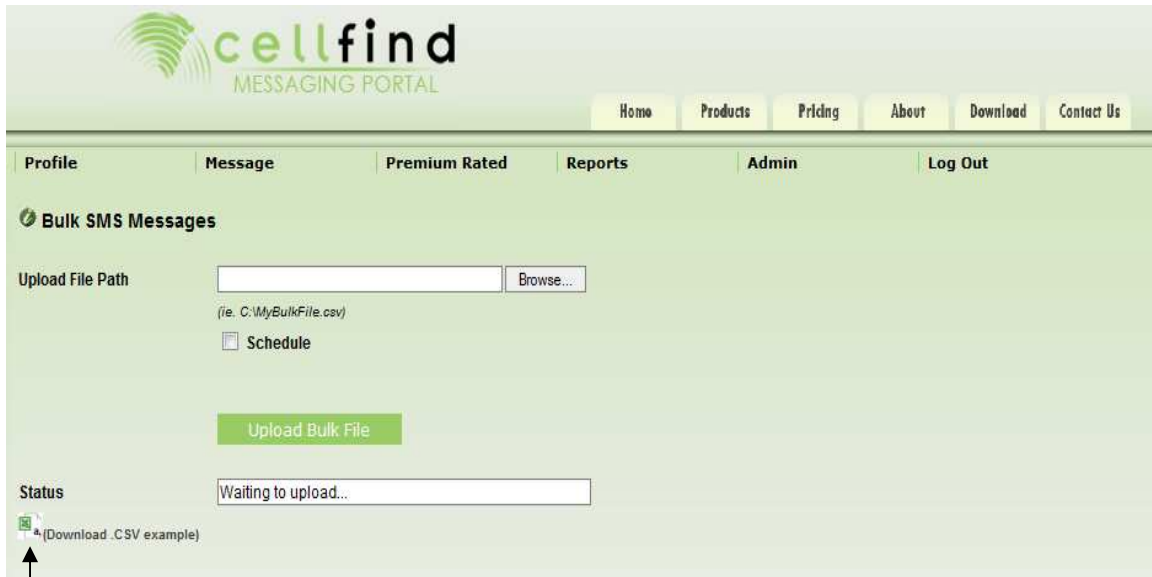 cellfind
MESSAGING PORTAL
Home Products Pricing About Download Contact Us
Profile Message Premium Rated Reports Admin Log Out
Bulk SMS Messages
Upload File Path Browse...
(ie. C:\MyBulkFile.csv)
Schedule
Upload Bulk File
Status Waiting to upload...
(Download .CSV example)